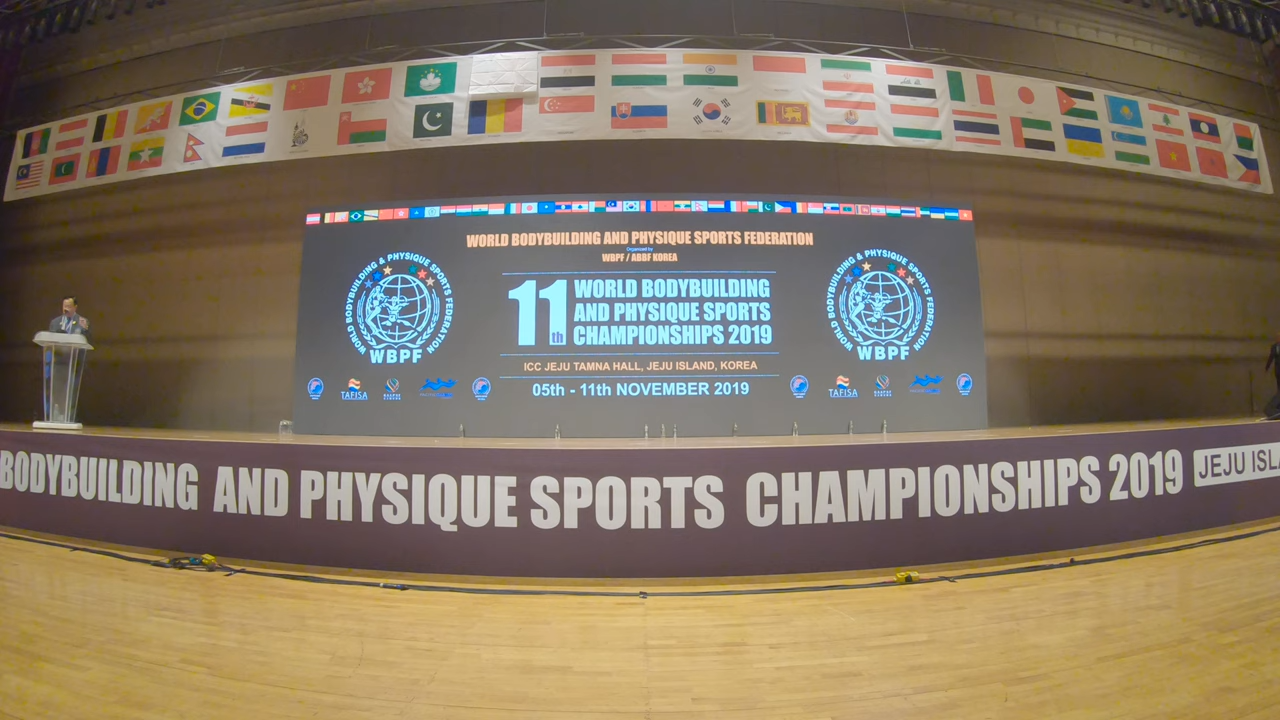 WORLD BODYBUILDING AND PHYSIQUE SPORTS FEDERATION
Organized by
WBPF / ABBF KOREA
11th
WORLD BODYBUILDING
AND PHYSIQUE SPORTS
CHAMPIONSHIPS 2019
ICC JEJU TAMNA HALL, JEJU ISLAND, KOREA
05th - 11th NOVEMBER 2019
WORLD BODYBUILDING & PHYSIQUE SPORTS FEDERATION
WBPF
WORLD BODYBUILDING & PHYSIQUE SPORTS FEDERATION
WBPF
TAFISA
TAFISA
BODYBUILDING AND PHYSIQUE SPORTS CHAMPIONSHIPS 2019 JEJU ISLA